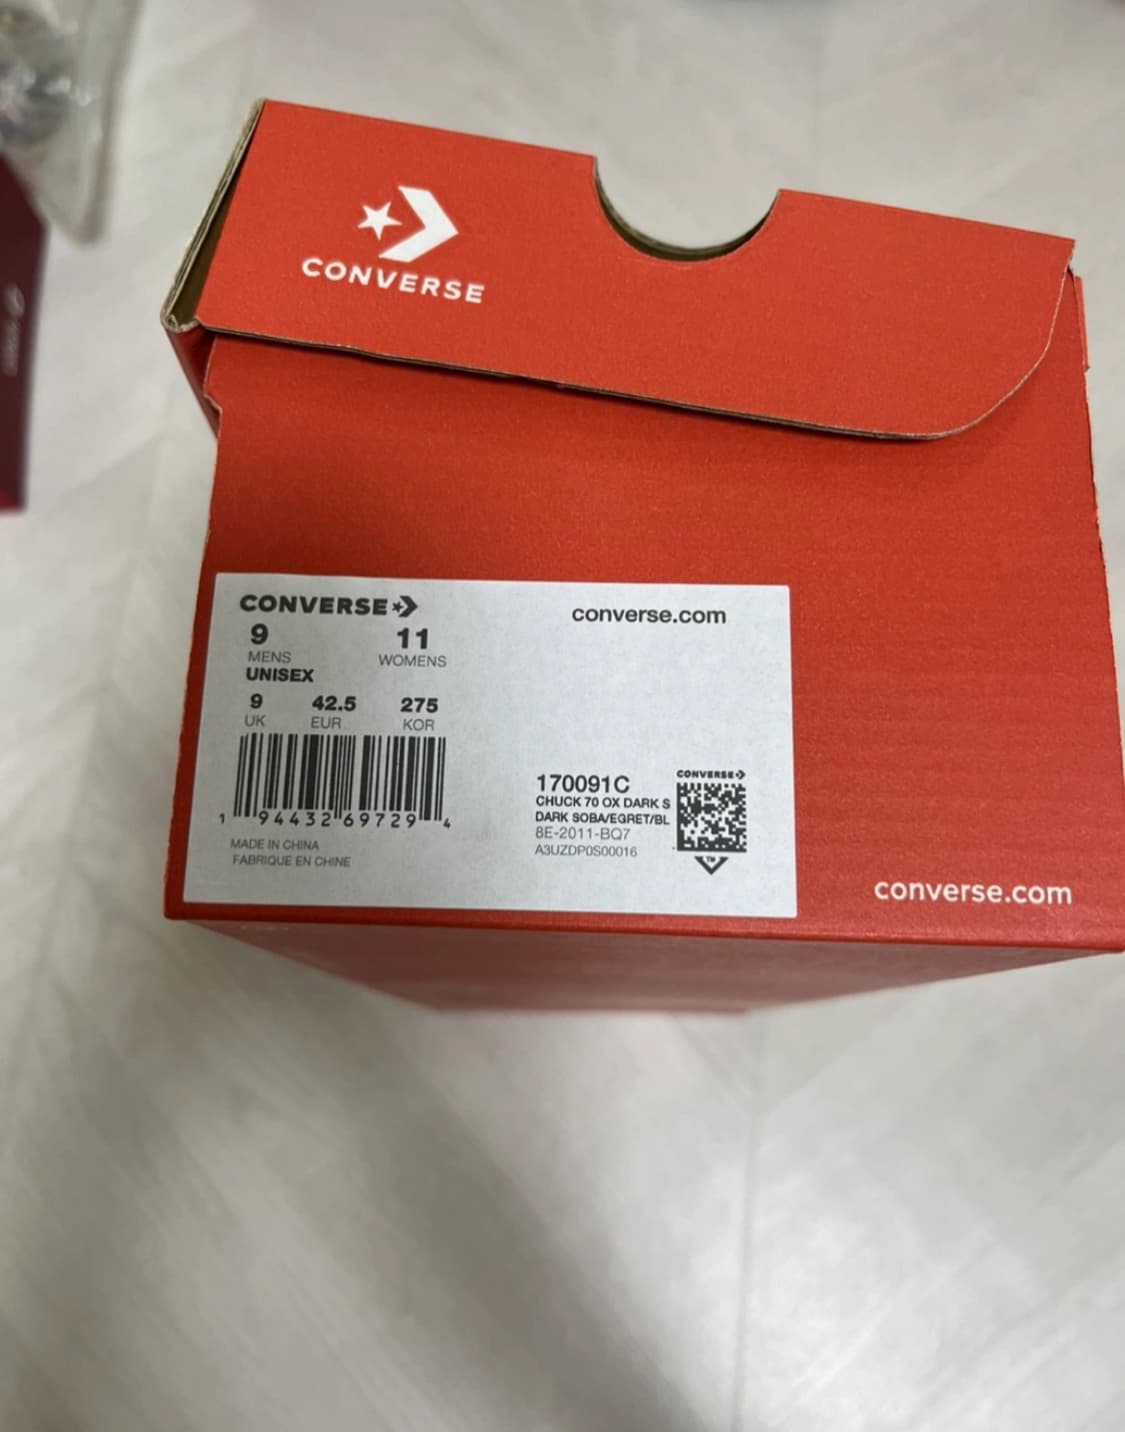 CONVERSE
CONVERSE
converse.com
9 11
MENS WOMENS
UNISEX
9 42.5 275
UK EUR KOR
1 94432 69729 4
MADE IN CHINA
FABRIQUE EN CHINE
170091C
CHUCK 70 OX DARK S
DARK SOBA/EGRET/BL
8E-2011-BQ7
A3UZDP0S00016
CONVERSE
TM
converse.com